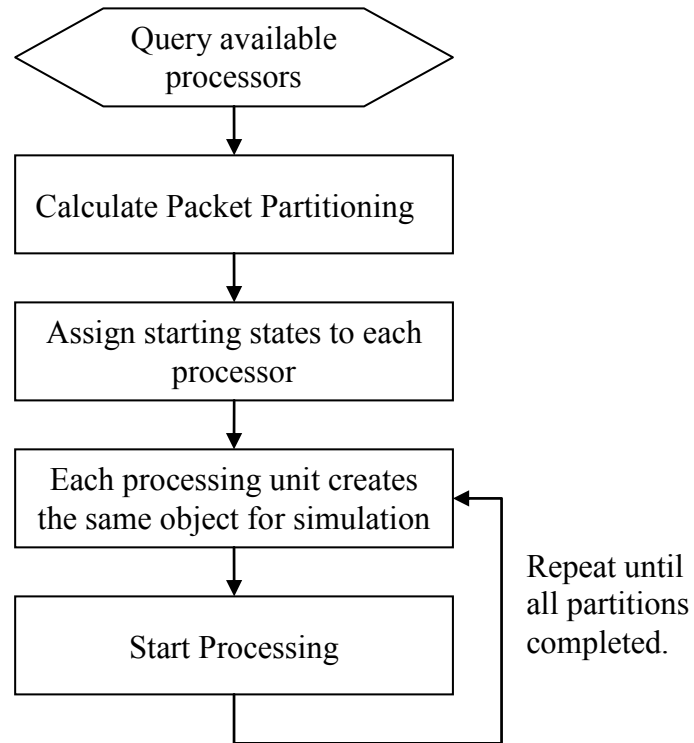 Query available
processors
Calculate Packet Partitioning
Assign starting states to each
processor
Each processing unit creates
the same object for simulation
Repeat until
all partitions
completed.
Start Processing